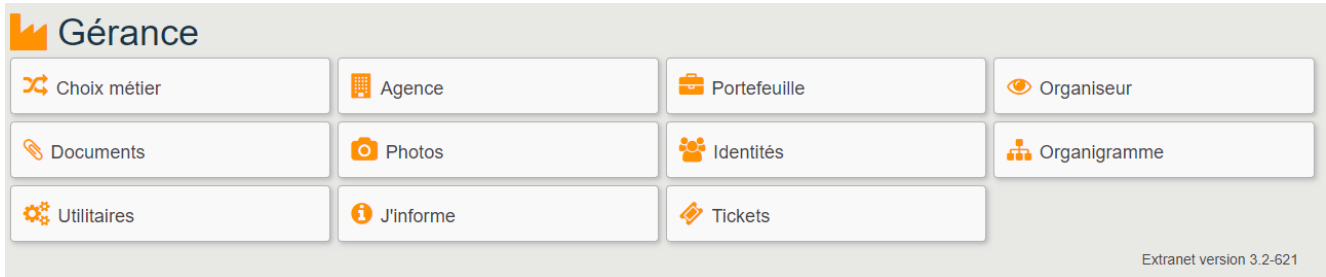 Gérance
Choix métier Agence Portefeuille Organiseur
Documents Photos Identités Organigramme
Utilitaires J'informe Tickets
Extranet version 3.2-621